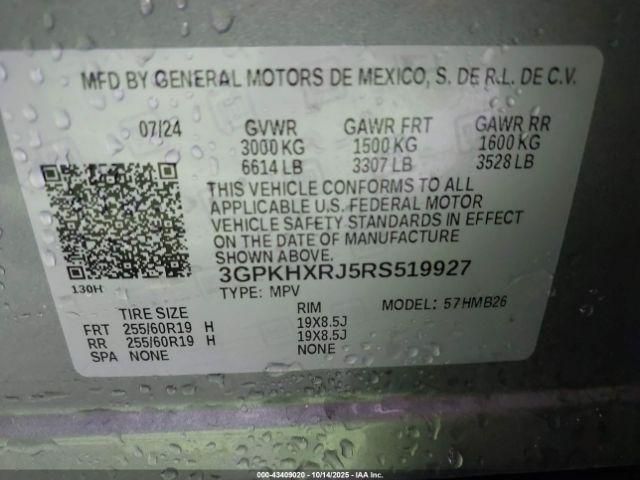 MFD BY GENERAL MOTORS DE MEXICO, S. DE R.L. DE C.V.
07/24 GVWR GAWR FRT GAWR RR
3000 KG 1500 KG 1600 KG
6614 LB 3307 LB 3528 LB
THIS VEHICLE CONFORMS TO ALL
APPLICABLE U.S. FEDERAL MOTOR
VEHICLE SAFETY STANDARDS IN EFFECT
ON THE DATE OF MANUFACTURE
SHOWN ABOVE.
3GPKHXRJ5RS519927
130H TYPE: MPV MODEL: 57HMB26
TIRE SIZE RIM
FRT 255/60R19 H 19X8.5J
RR 255/60R19 H 19X8.5J
SPA NONE NONE
000-43409020 - 10/14/2025 - IAA Inc.